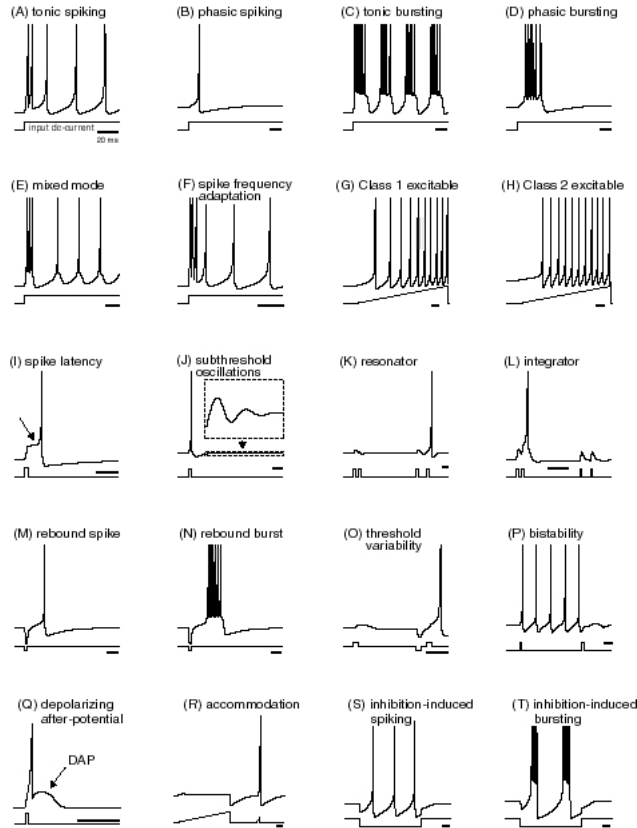 (A) tonic spiking
(B) phasic spiking
(C) tonic bursting
(D) phasic bursting
input dc-current
20 ms
(E) mixed mode
(F) spike frequency
adaptation
(G) Class 1 excitable
(H) Class 2 excitable
(I) spike latency
(J) subthreshold
oscillations
(K) resonator
(L) integrator
(M) rebound spike
(N) rebound burst
(O) threshold
variability
(P) bistability
(Q) depolarizing
after-potential
DAP
(R) accommodation
(S) inhibition-induced
spiking
(T) inhibition-induced
bursting